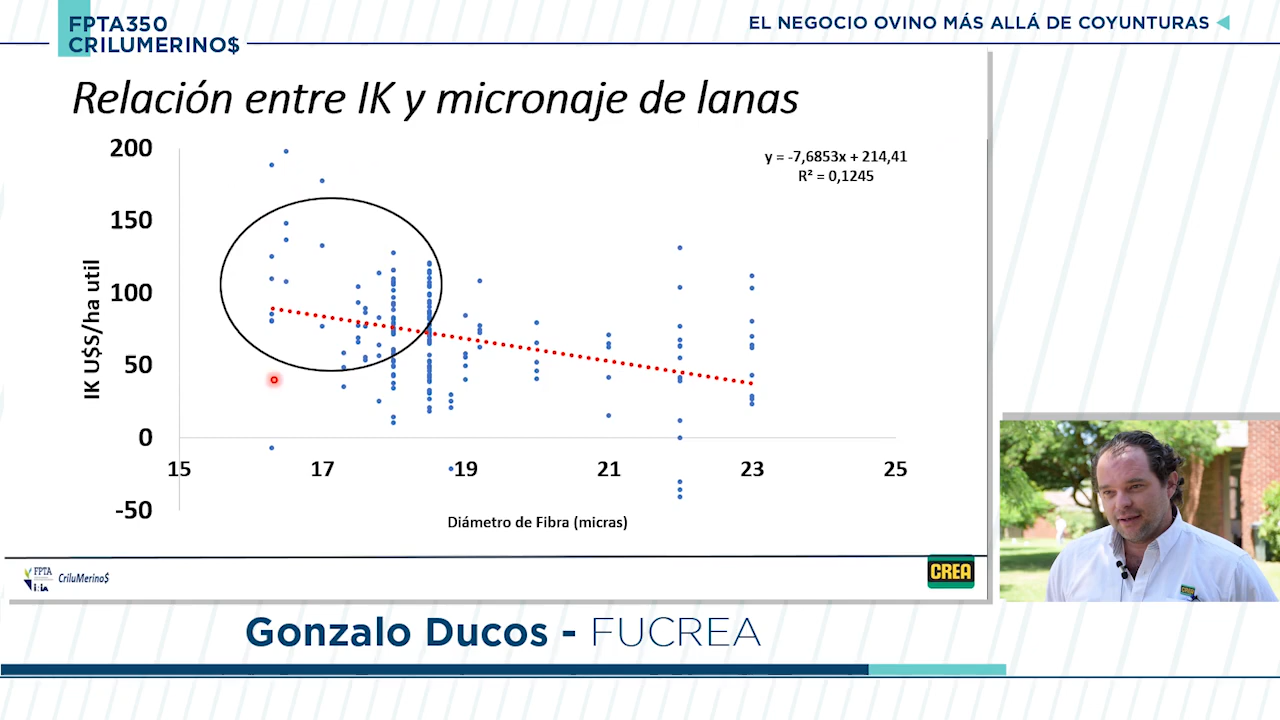 FPTA350
CRILUMERINO$
EL NEGOCIO OVINO MÁS ALLÁ DE COYUNTURAS
Relación entre IK y micronaje de lanas
y = -7,6853x + 214,41
R² = 0,1245
IK U$S/ha util
200
150
100
50
0
-50
15
17
19
21
23
25
Diámetro de Fibra (micras)
FPTA
CriluMerino$
CREA
Gonzalo Ducos - FUCREA